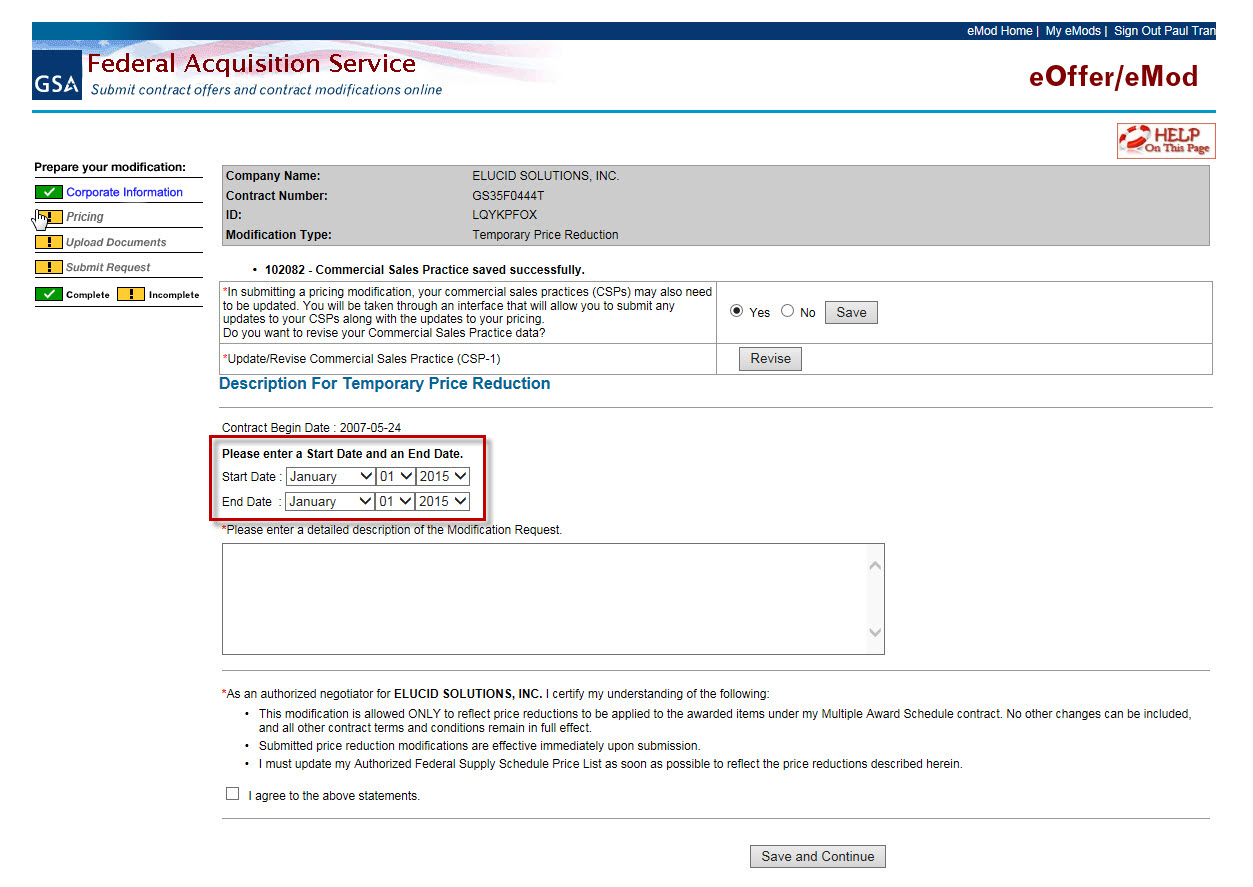 eMod Home | My eMods | Sign Out Paul Tran
GSA
Federal Acquisition Service
Submit contract offers and contract modifications online
eOffer/eMod
HELP
On This Page
Prepare your modification:
Corporate Information
! Pricing
! Upload Documents
! Submit Request
Complete ! Incomplete
Company Name: ELUCID SOLUTIONS, INC.
Contract Number: GS35F0444T
ID: LQYKPFOX
Modification Type: Temporary Price Reduction
• 102082 - Commercial Sales Practice saved successfully.
*In submitting a pricing modification, your commercial sales practices (CSPs) may also need
to be updated. You will be taken through an interface that will allow you to submit any
updates to your CSPs along with the updates to your pricing.
Do you want to revise your Commercial Sales Practice data?
Yes No Save
*Update/Revise Commercial Sales Practice (CSP-1) Revise
Description For Temporary Price Reduction
Contract Begin Date : 2007-05-24
Please enter a Start Date and an End Date.
Start Date : January 01 2015
End Date : January 01 2015
*Please enter a detailed description of the Modification Request.
*As an authorized negotiator for ELUCID SOLUTIONS, INC. I certify my understanding of the following:
• This modification is allowed ONLY to reflect price reductions to be applied to the awarded items under my Multiple Award Schedule contract. No other changes can be included,
and all other contract terms and conditions remain in full effect.
• Submitted price reduction modifications are effective immediately upon submission.
• I must update my Authorized Federal Supply Schedule Price List as soon as possible to reflect the price reductions described herein.
I agree to the above statements.
Save and Continue